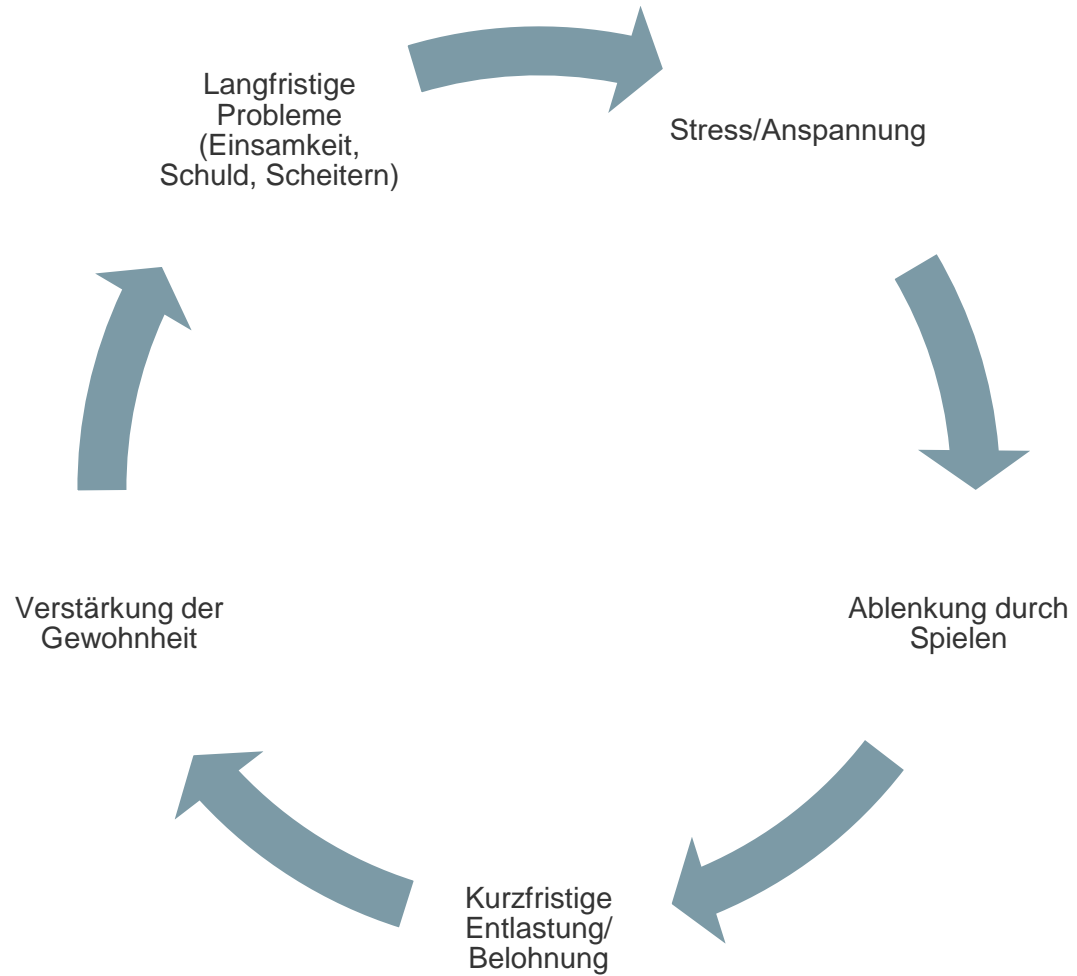 Langfristige
Probleme
(Einsamkeit,
Schuld, Scheitern)
Stress/Anspannung
Ablenkung durch
Spielen
Kurzfristige
Entlastung/
Belohnung
Verstärkung der
Gewohnheit